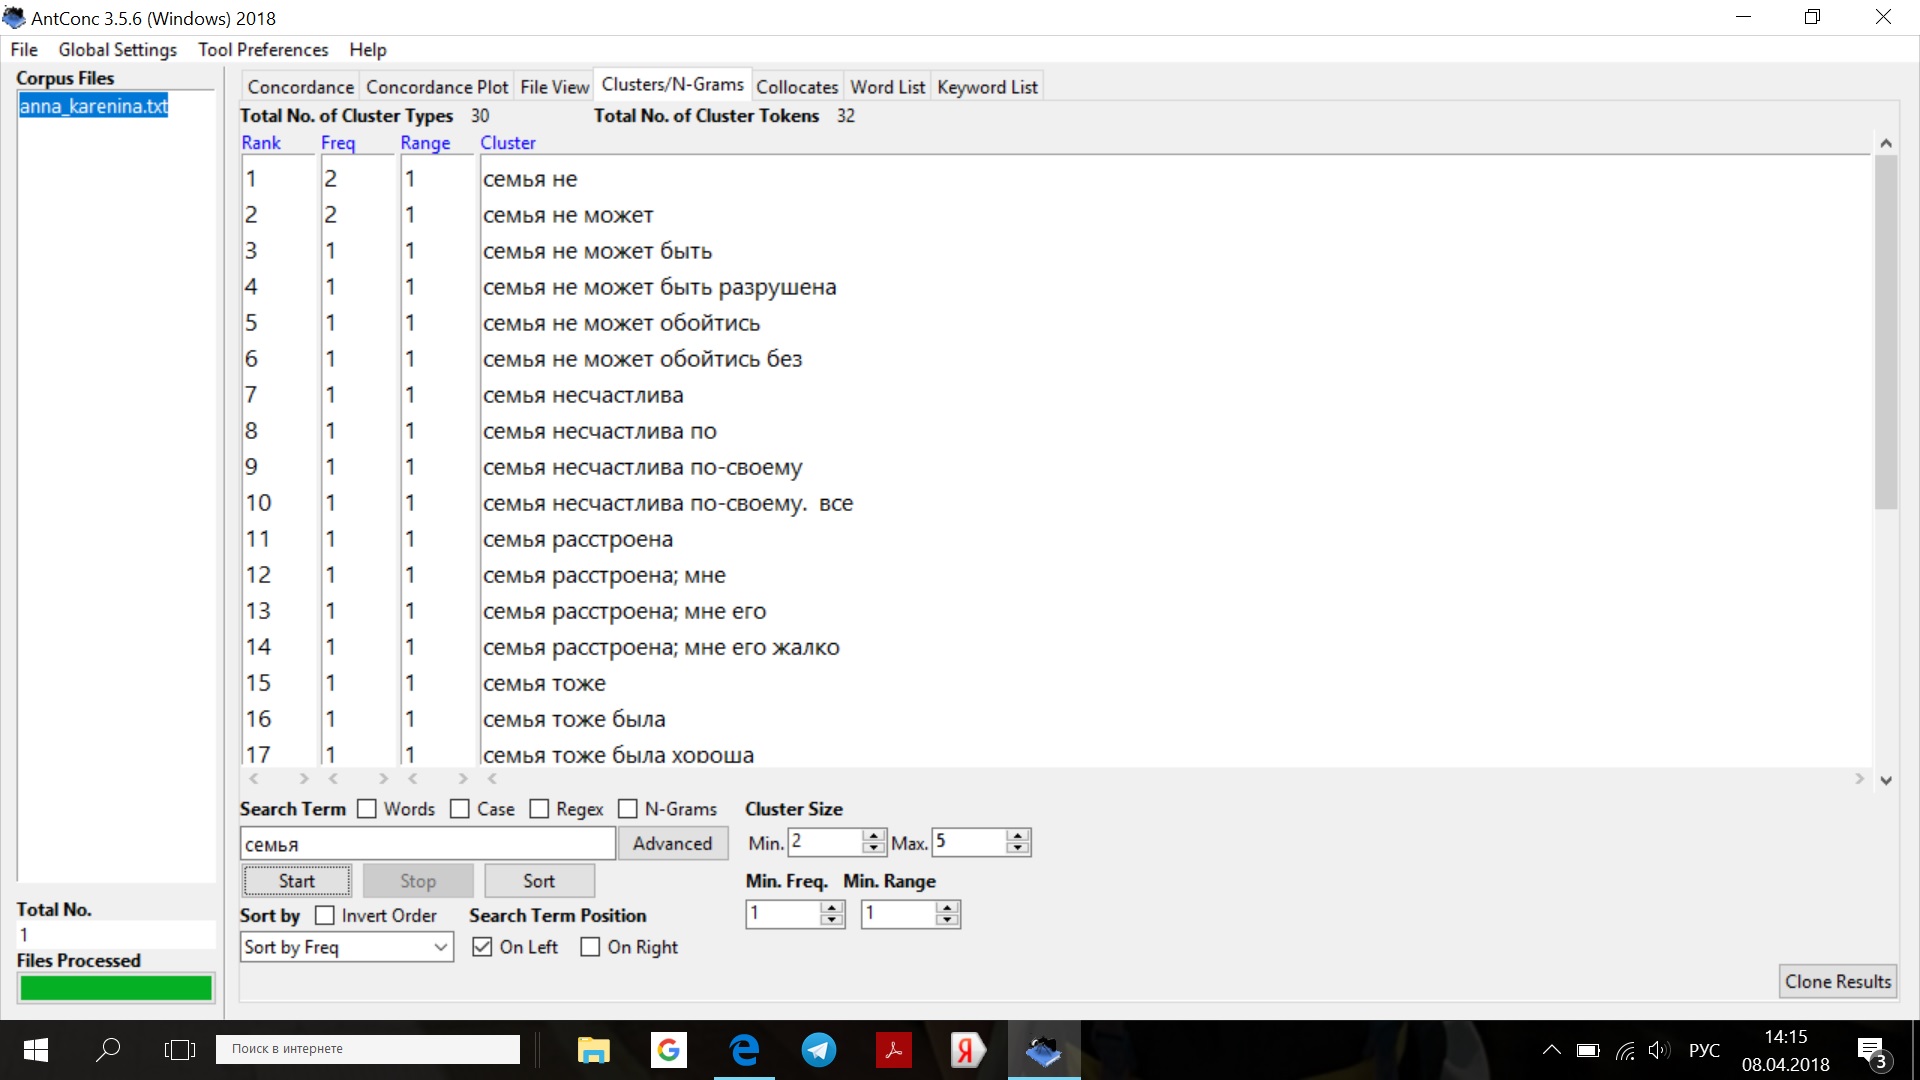 AntConc 3.5.6 (Windows) 2018
File Global Settings Tool Preferences Help
Corpus Files
anna_karenina.txt
Concordance Concordance Plot File View Clusters/N-Grams Collocates Word List Keyword List
Total No. of Cluster Types 30 Total No. of Cluster Tokens 32
Rank Freq Range Cluster
1 2 1 семья не
2 2 1 семья не может
3 1 1 семья не может быть
4 1 1 семья не может быть разрушена
5 1 1 семья не может обойтись
6 1 1 семья не может обойтись без
7 1 1 семья несчастлива
8 1 1 семья несчастлива по
9 1 1 семья несчастлива по-своему
10 1 1 семья несчастлива по-своему. все
11 1 1 семья расстроена
12 1 1 семья расстроена; мне
13 1 1 семья расстроена; мне его
14 1 1 семья расстроена; мне его жалко
15 1 1 семья тоже
16 1 1 семья тоже была
17 1 1 семья тоже была хороша
Search Term Words Case Regex N-Grams Cluster Size
семья Advanced Min. 2 Max. 5
Start Stop Sort Min. Freq. Min. Range
Sort by Invert Order Search Term Position 1 1
Sort by Freq On Left On Right
Total No.
1
Files Processed
Clone Results
Поиск в интернете
РУС
14:15
08.04.2018
3